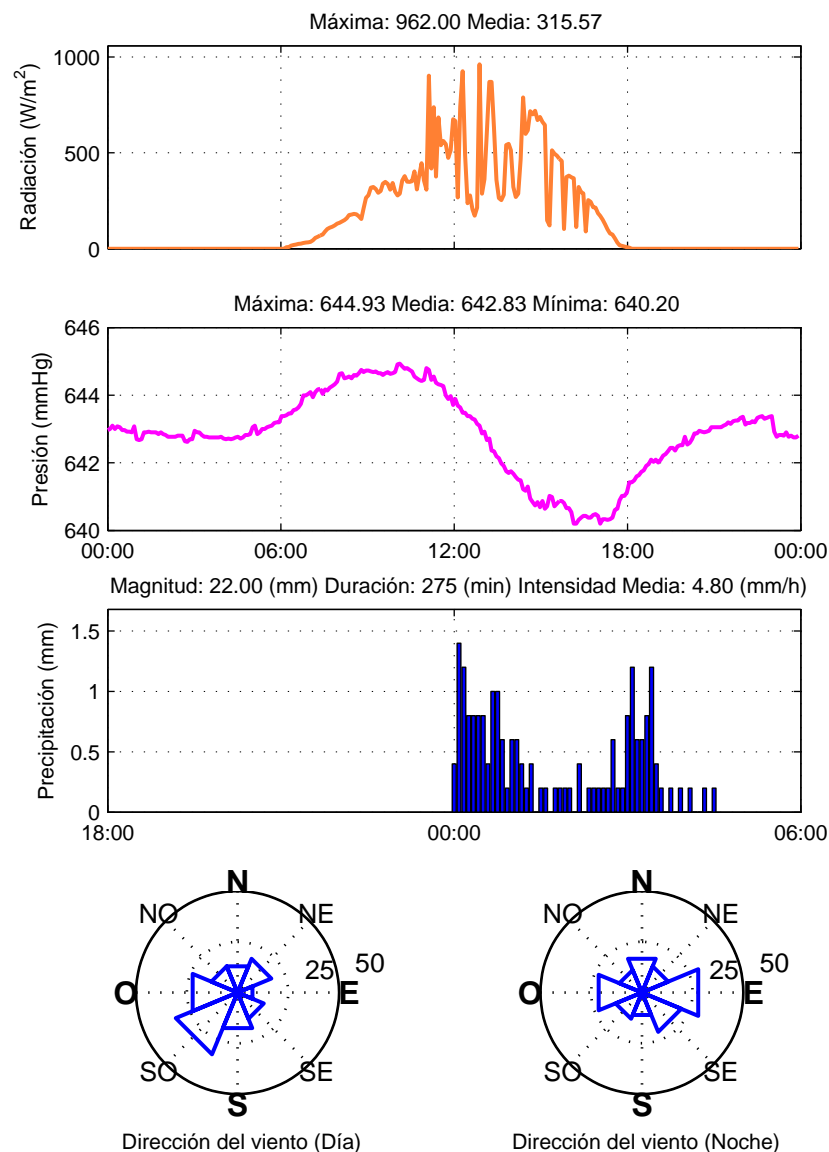 Máxima: 962.00 Media: 315.57
1000
500
0
Radiación (W/m²)
Máxima: 644.93 Media: 642.83 Mínima: 640.20
646
644
642
640
Presión (mmHg)
00:00 06:00 12:00 18:00 00:00
Magnitud: 22.00 (mm) Duración: 275 (min) Intensidad Media: 4.80 (mm/h)
1.5
1
0.5
0
Precipitación (mm)
18:00 00:00 06:00
N
NO NE
25 50
O E
SO SE
S
Dirección del viento (Día)
N
NO NE
25 50
O E
SO SE
S
Dirección del viento (Noche)